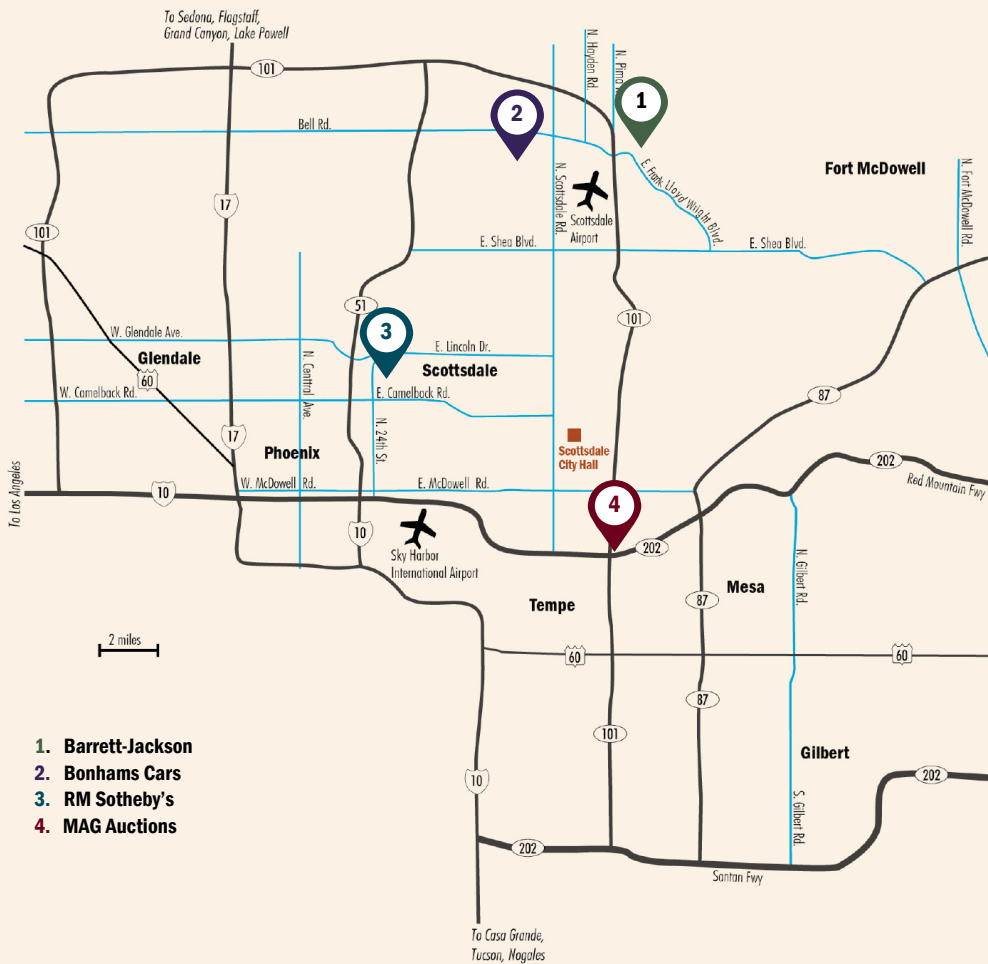 To Sedona, Flagstaff,
Grand Canyon, Lake Powell
101
N. Hayden Rd.
N. Pima
1
2
Bell Rd.
Fort McDowell
N. Fort McDowell Rd.
N. Scottsdale Rd.
E. Frank Lloyd Wright Blvd.
17
Scottsdale
Airport
101
E. Shea Blvd.
E. Shea Blvd.
51
101
3
W. Glendale Ave.
E. Lincoln Dr.
Glendale
N. Centtral Ave.
Scottsdale
60
W. Camelback Rd.
E. Camelback Rd.
87
N. 24th St.
17
Scottsdale
City Hall
Phoenix
202
To Los Angeles
W. McDowell Rd.
E. McDowell Rd.
Red Mountain Fwy
10
4
10
202
Sky Harbor
International Airport
N. Gilbert Rd.
Mesa
Tempe
87
2 miles
60
60
87
101
1. Barrett-Jackson
Gilbert
2. Bonhams Cars
10
202
3. RM Sotheby's
S. Gilbert Rd.
4. MAG Auctions
202
Santan Fwy
To Casa Grande,
Tucson, Nogales